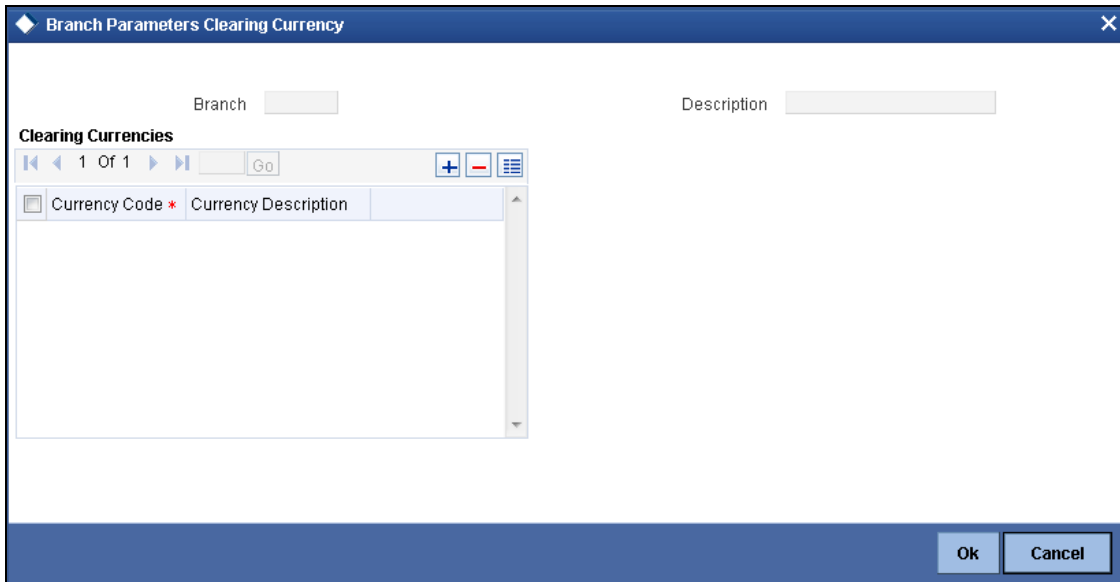 Branch Parameters Clearing Currency
Branch Description
Clearing Currencies
1 Of 1 Go
Currency Code * Currency Description
Ok Cancel